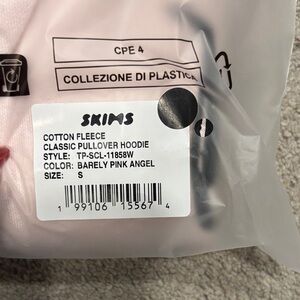 CPE 4
COLLEZIONE DI PLASTICA
SKIMS
COTTON FLEECE
CLASSIC PULLOVER HOODIE
STYLE: TP-SCL-11858W
COLOR: BARELY PINK ANGEL
SIZE: S
1 99106 15567 4